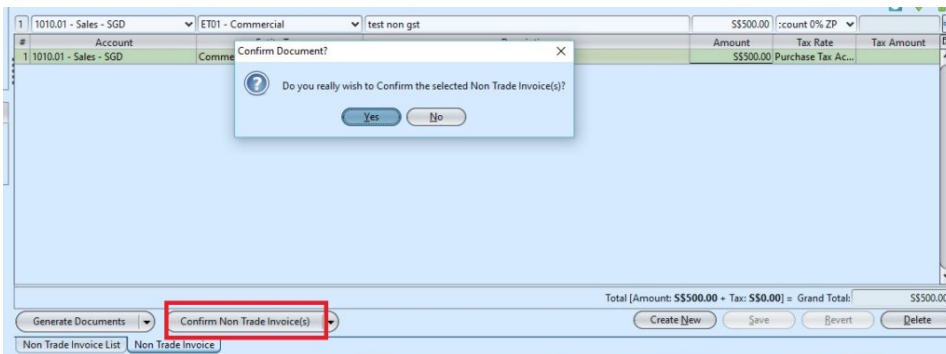 1 1010.01 - Sales - SGD ET01 - Commercial test non gst S$500.00 :count 0% ZP
# Account Amount Tax Rate Tax Amount
1 1010.01 - Sales - SGD Comme S$500.00 Purchase Tax Ac...
Confirm Document?
Do you really wish to Confirm the selected Non Trade Invoice(s)?
Yes No
Total [Amount: S$500.00 + Tax: S$0.00] = Grand Total: S$500.00
Generate Documents Confirm Non Trade Invoice(s) Create New Save Revert Delete
Non Trade Invoice List Non Trade Invoice